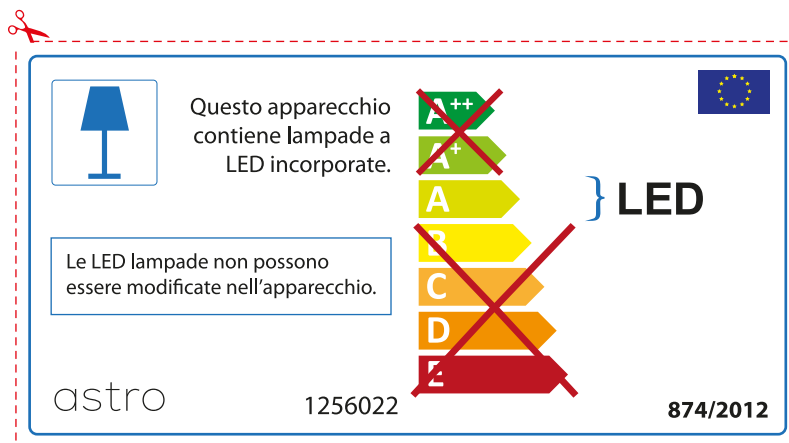 Questo apparecchio
contiene lampade a
LED incorporate.
A++
A+
A
B
C
D
E
LED
Le LED lampade non possono
essere modificate nell'apparecchio.
astro
1256022
874/2012